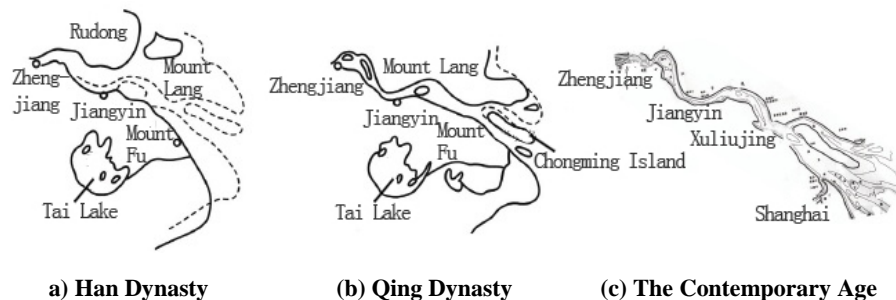 Rudong
Zheng-
jiang
Mount
Lang
Jiangyin
Mount
Fu
Tai Lake
Mount Lang
Zhengjiang
Jiangyin
Mount
Fu
Chongming Island
Tai Lake
Zhengjiang
Jiangyin
Xuliujing
Shanghai
a) Han Dynasty
(b) Qing Dynasty
(c) The Contemporary Age